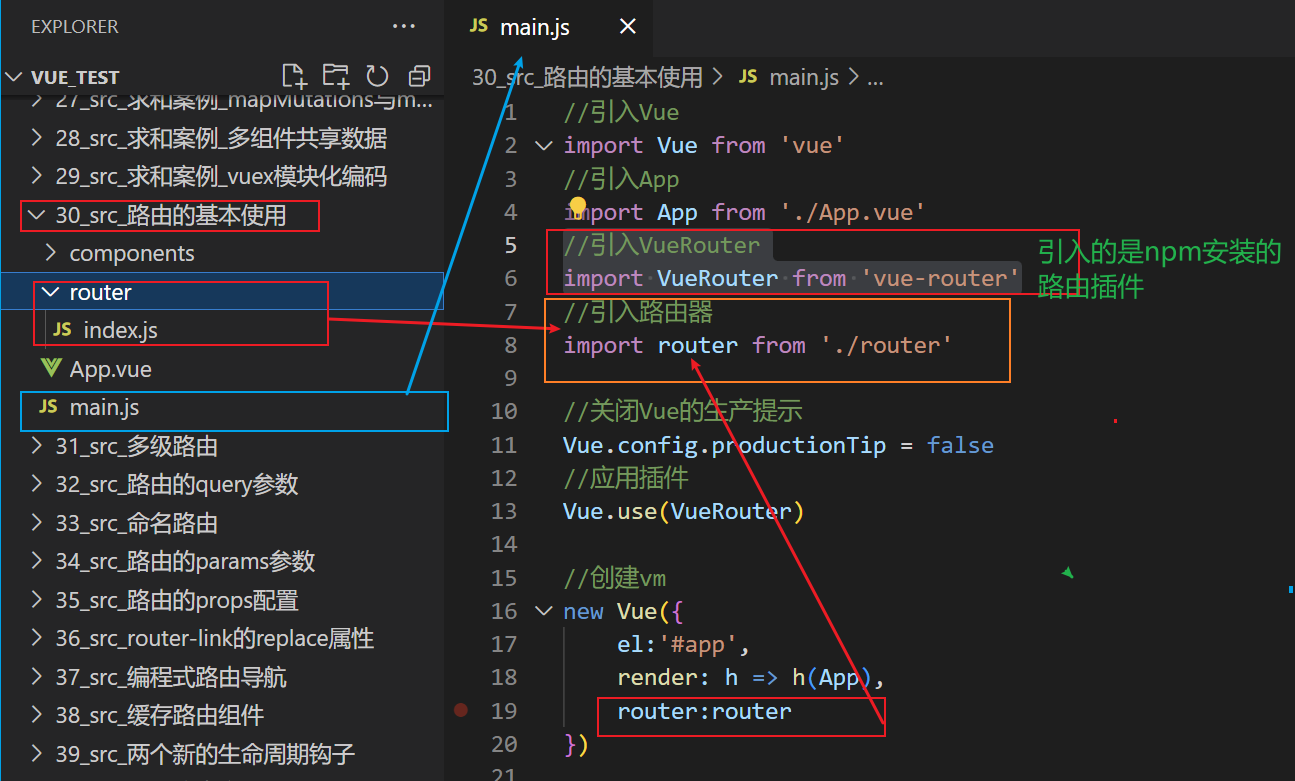 EXPLORER
VUE_TEST
27_src_求和案例_mapMutations与m...
28_src_求和案例_多组件共享数据
29_src_求和案例_vuex模块化编码
30_src_路由的基本使用
components
router
JS index.js
App.vue
JS main.js
31_src_多级路由
32_src_路由的query参数
33_src_命名路由
34_src_路由的params参数
35_src_路由的props配置
36_src_router-link的replace属性
37_src_编程式路由导航
38_src_缓存路由组件
39_src_两个新的生命周期钩子
JS main.js
30_src_路由的基本使用 > JS main.js > ...
1 //引入Vue
2 import Vue from 'vue'
3 //引入App
4 import App from './App.vue'
5 //引入VueRouter
6 import VueRouter from 'vue-router'
7 //引入路由器
8 import router from './router'
9
10 //关闭Vue的生产提示
11 Vue.config.productionTip = false
12 //应用插件
13 Vue.use(VueRouter)
14
15 //创建vm
16 new Vue({
17 el:'#app',
18 render: h => h(App),
19 router:router
20 })
21
引入的是npm安装的
路由插件